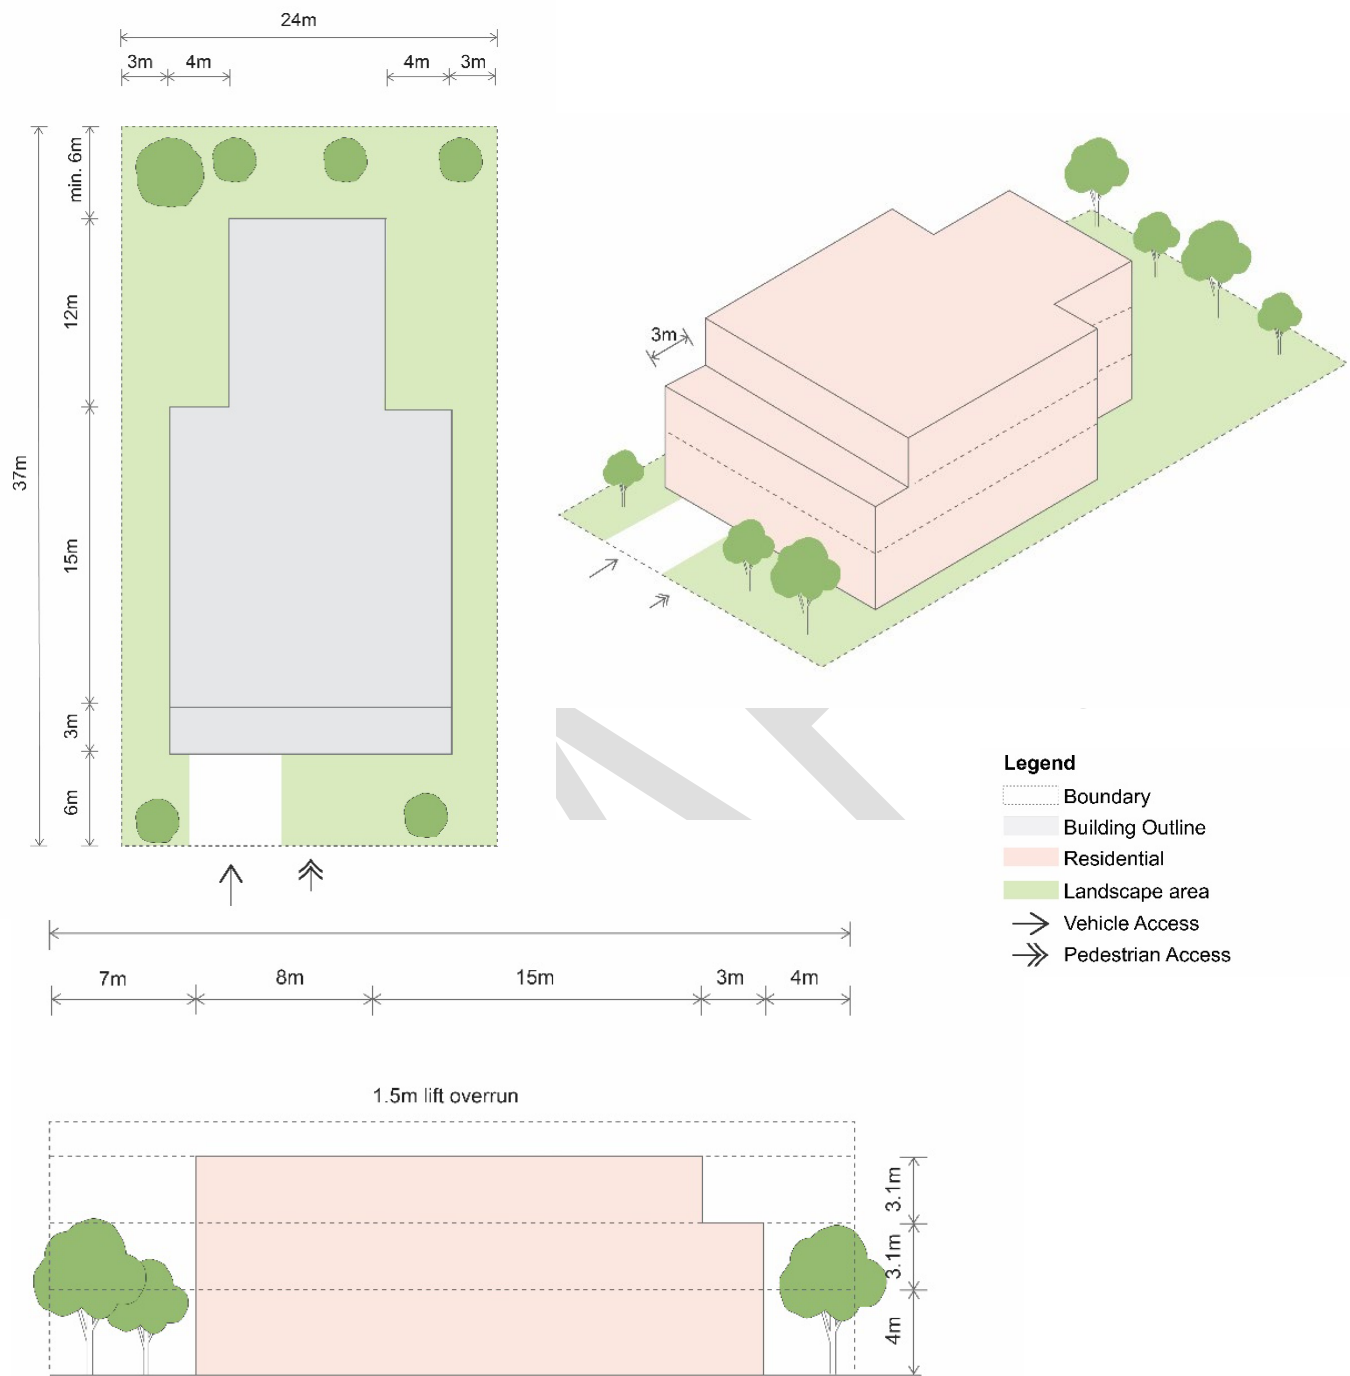 24m
3m
4m
4m
3m
min. 6m
12m
37m
15m
3m
6m
3m
Legend
Boundary
Building Outline
Residential
Landscape area
Vehicle Access
Pedestrian Access
7m
8m
15m
3m
4m
1.5m lift overrun
3.1m
3.1m
4m